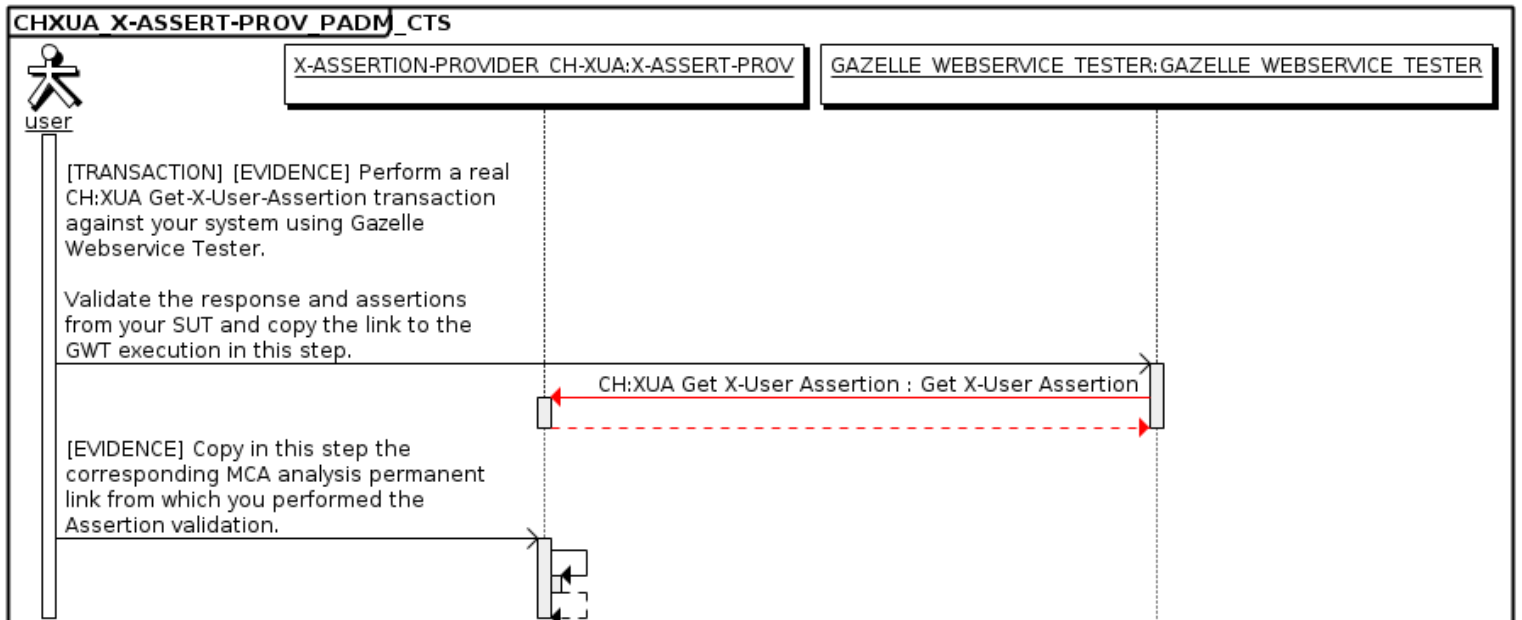 CHXUA_X-ASSERT-PROV_PADM_CTS
X-ASSERTION-PROVIDER_CH-XUA:X-ASSERT-PROV
GAZELLE_WEBSERVICE_TESTER:GAZELLE_WEBSERVICE_TESTER
user
[TRANSACTION] [EVIDENCE] Perform a real
CH:XUA Get-X-User-Assertion transaction
against your system using Gazelle
Webservice Tester.
Validate the response and assertions
from your SUT and copy the link to the
GWT execution in this step.
CH:XUA Get X-User Assertion : Get X-User Assertion
[EVIDENCE] Copy in this step the
corresponding MCA analysis permanent
link from which you performed the
Assertion validation.